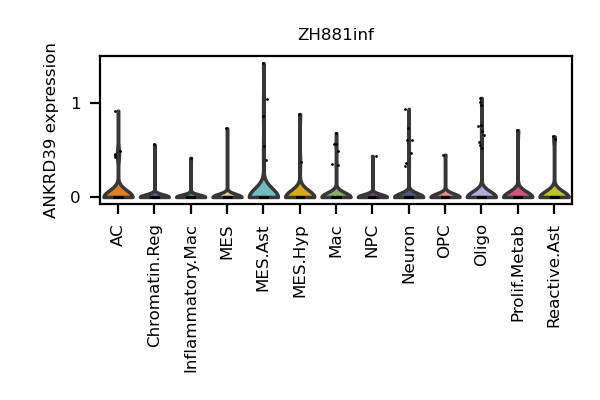 ZH881inf
ANKRD39 expression
1
0
AC
Chromatin.Reg
Inflammatory.Mac
MES
MES.Ast
MES.Hyp
Mac
NPC
Neuron
OPC
Oligo
Prolif.Metab
Reactive.Ast